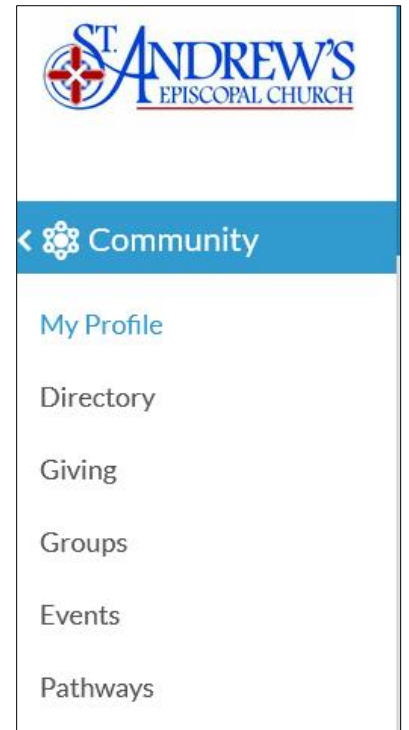 ST. ANDREW'S
EPISCOPAL CHURCH
Community
My Profile
Directory
Giving
Groups
Events
Pathways